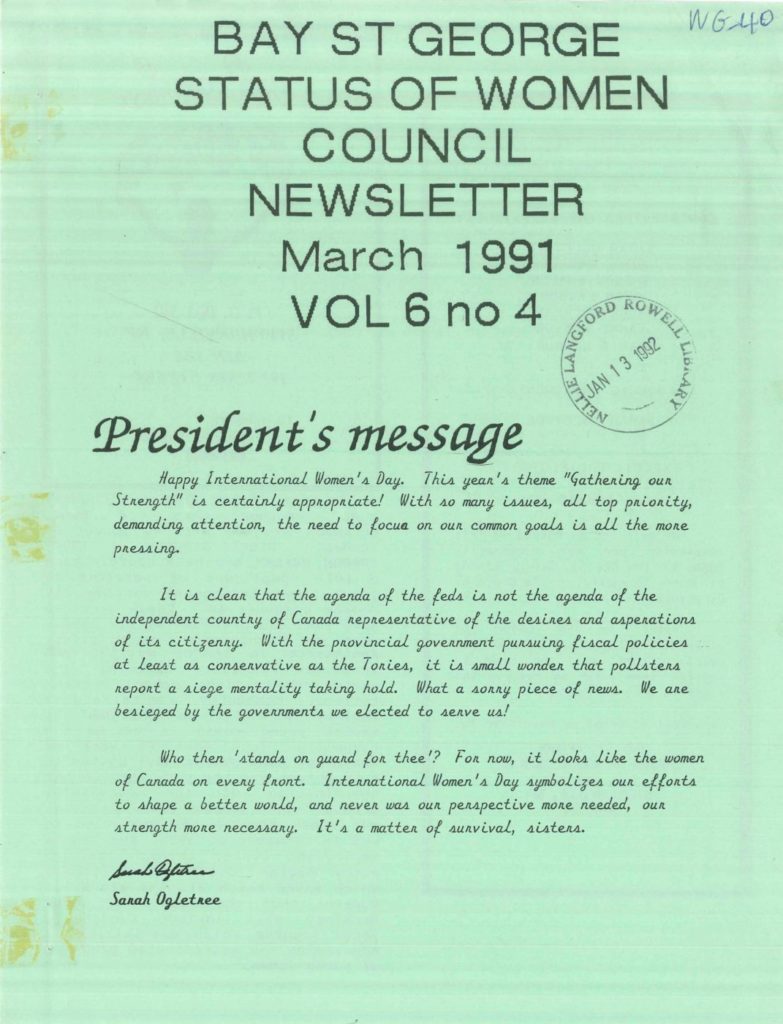 WG-40
BAY ST GEORGE
STATUS OF WOMEN
COUNCIL
NEWSLETTER
March 1991
VOL 6 no 4
NELLIE LANGFORD ROWELL LIBRARY
JAN 13 1992
President's message
Happy International Women's Day. This year's theme "Gathering our
Strength" is certainly appropriate! With so many issues, all top priority,
demanding attention, the need to focus on our common goals is all the more
pressing.
It is clear that the agenda of the feds is not the agenda of the
independent country of Canada representative of the desires and asperations
of its citizenry. With the provincial government pursuing fiscal policies
at least as conservative as the Tories, it is small wonder that pollsters
report a siege mentality taking hold. What a sorry piece of news. We are
besieged by the governments we elected to serve us!
Who then 'stands on guard for thee'? For now, it looks like the women
of Canada on every front. International Women's Day symbolizes our efforts
to shape a better world, and never was our perspective more needed, our
strength more necessary. It's a matter of survival, sisters.
Sarah Ogletree
Sarah Ogletree